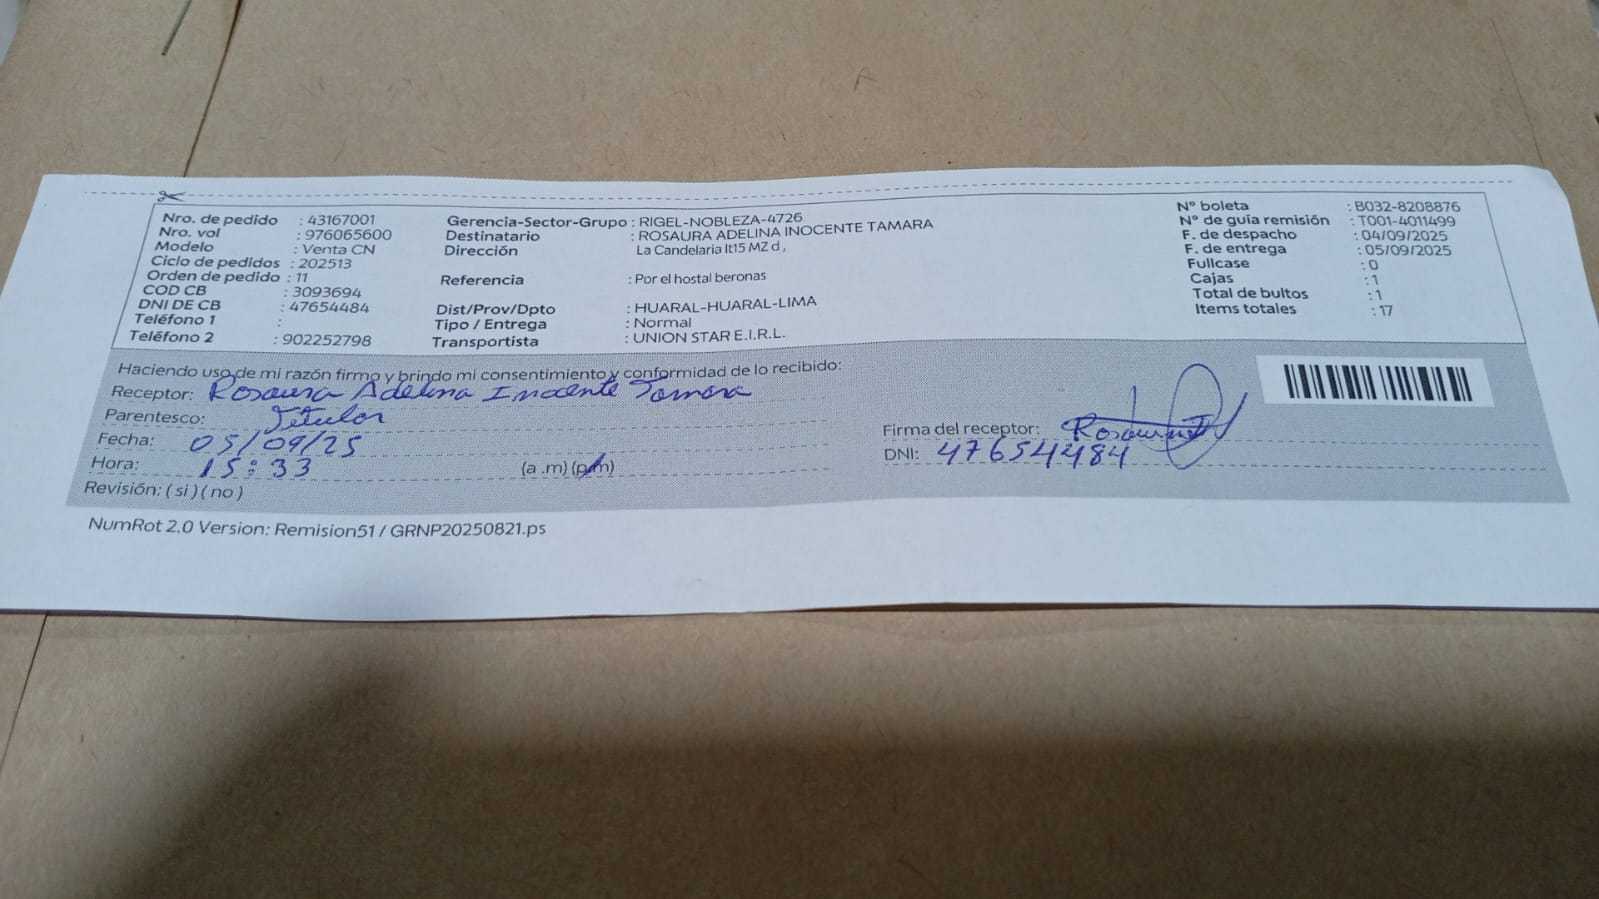 Nro. de pedido : 43167001
Nro. vol : 976065600
Modelo : Venta CN
Ciclo de pedidos : 202513
Orden de pedido : 11
COD CB : 3093694
DNI DE CB : 47654484
Teléfono 1 :
Teléfono 2 : 902252798
Gerencia-Sector-Grupo : RIGEL-NOBLEZA-4726
Destinatario : ROSAURA ADELINA INOCENTE TAMARA
Dirección La Candelaria lt15 MZ d ,
Referencia : Por el hostal beronas
Dist/Prov/Dpto : HUARAL-HUARAL-LIMA
Tipo / Entrega : Normal
Transportista : UNION STAR E.I.R.L.
N° boleta : B032-8208876
N° de guía remisión : T001-4011499
F. de despacho : 04/09/2025
F. de entrega : 05/09/2025
Fullcase : 0
Cajas : 1
Total de bultos : 1
Items totales : 17
Haciendo uso de mi razón firmo y brindo mi consentimiento y conformidad de lo recibido:
Receptor: Rosaura Adelina Inocente Tamara
Parentesco: Titular
Fecha: 05/09/25
Hora: 15:33 (a .m) (p.m)
Revisión: ( si ) ( no )
Firma del receptor:
DNI: 47654484
NumRot 2.0 Version: Remision51 / GRNP20250821.ps